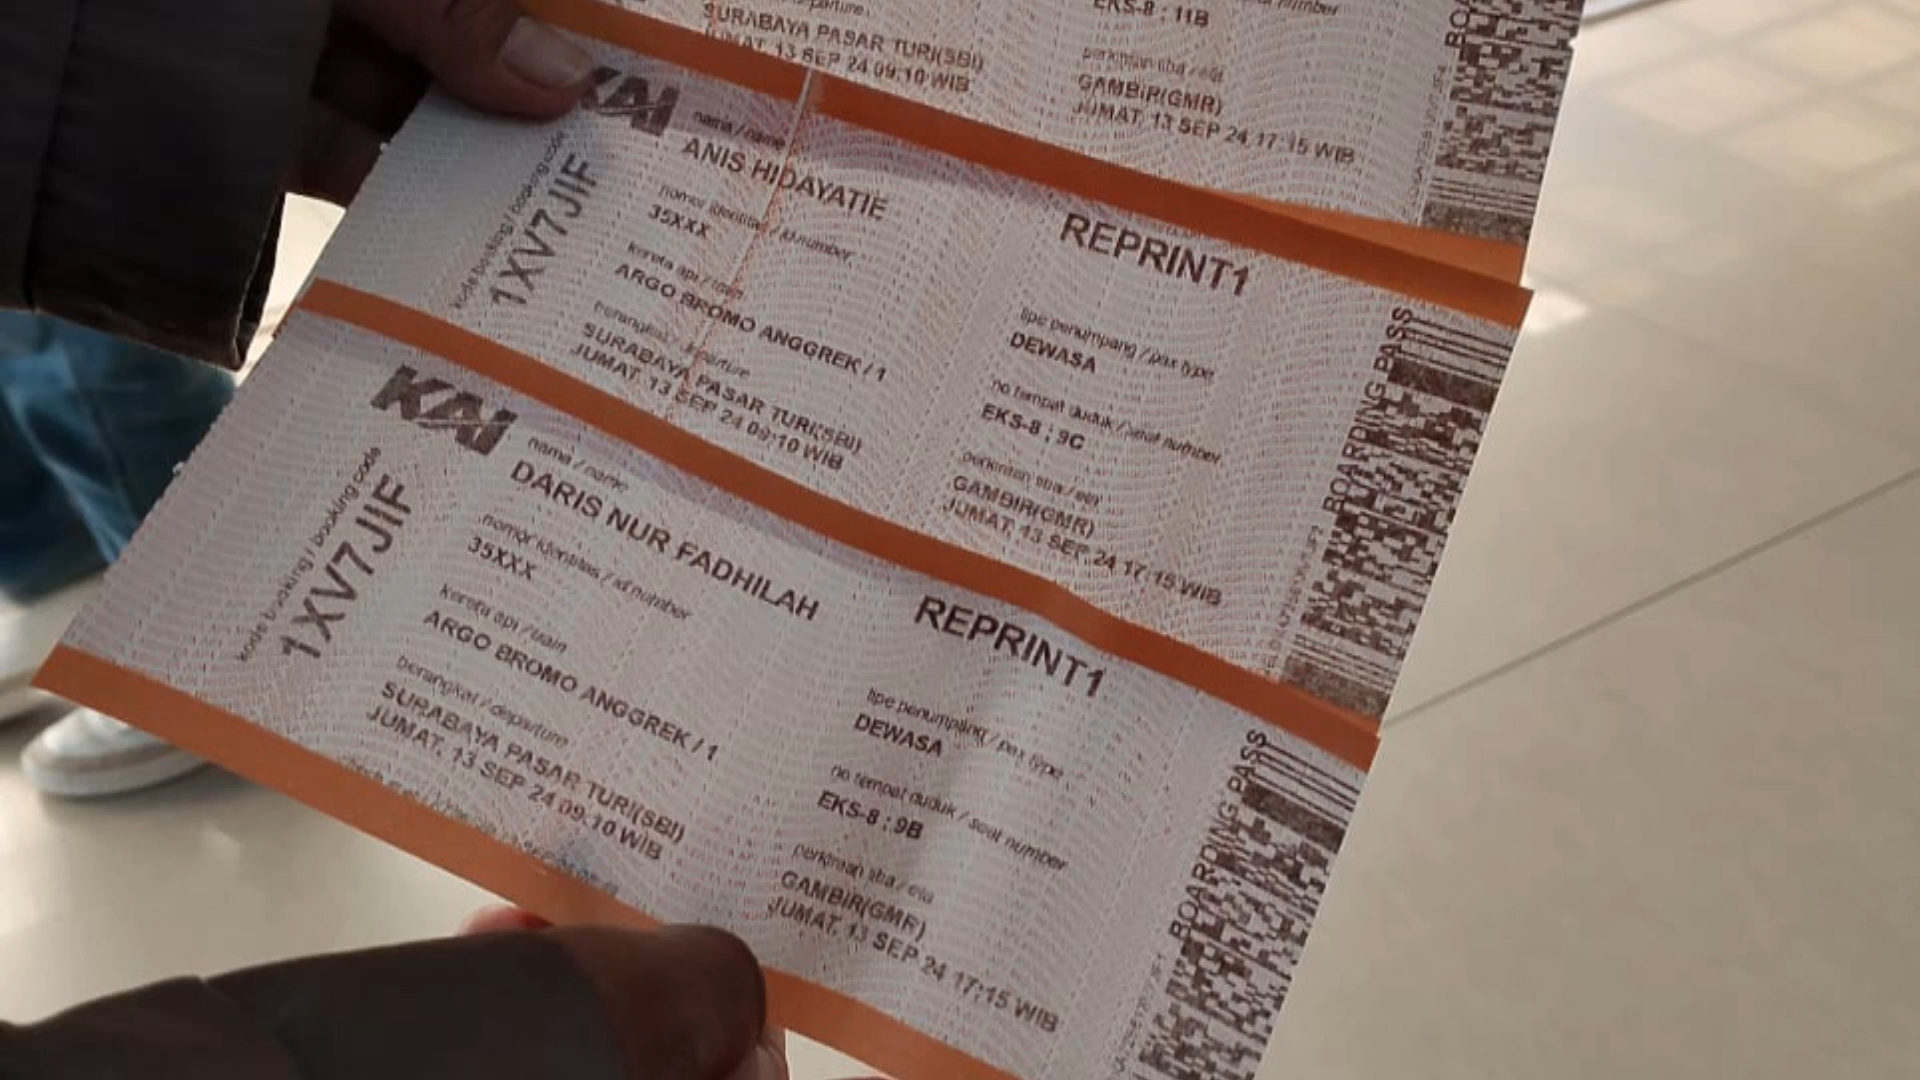 SURABAYA PASAR TURI(SBI)
JUMAT, 13 SEP 24 09:10 WIB
EKS-8 : 11B
perkiraan tiba / eta
GAMBIR(GMR)
JUMAT, 13 SEP 24 17:15 WIB
KAI
kode booking / booking code
1XV7JIF
nama / name
ANIS HIDAYATIE
nomor identitas / id number
35XXX
kereta api / train
ARGO BROMO ANGGREK / 1
berangkat / departure
SURABAYA PASAR TURI(SBI)
JUMAT, 13 SEP 24 09:10 WIB
REPRINT1
tipe penumpang / pax type
DEWASA
no tempat duduk / seat number
EKS-8 : 9C
perkiraan tiba / eta
GAMBIR(GMR)
JUMAT, 13 SEP 24 17:15 WIB
BOARDING PASS
KAI
kode booking / booking code
1XV7JIF
nama / name
DARIS NUR FADHILAH
nomor identitas / id number
35XXX
kereta api / train
ARGO BROMO ANGGREK / 1
berangkat / departure
SURABAYA PASAR TURI(SBI)
JUMAT, 13 SEP 24 09:10 WIB
REPRINT1
tipe penumpang / pax type
DEWASA
no tempat duduk / seat number
EKS-8 : 9B
perkiraan tiba / eta
GAMBIR(GMR)
JUMAT, 13 SEP 24 17:15 WIB
BOARDING PASS